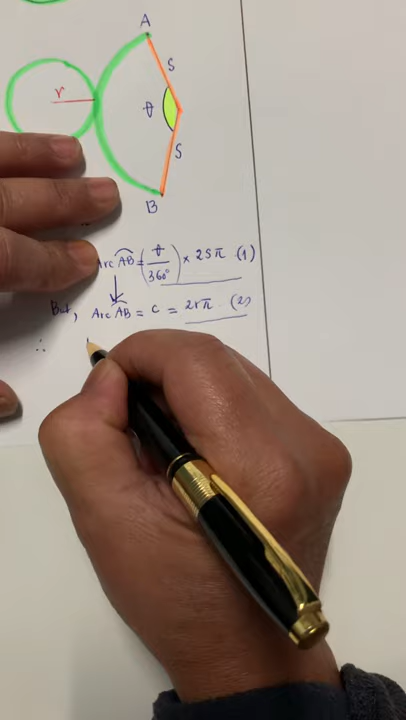 A
r
S
θ
S
B
Arc AB = (θ/360°) × 2Sπ (1)
But, Arc AB = C = 2rπ (2)
∴